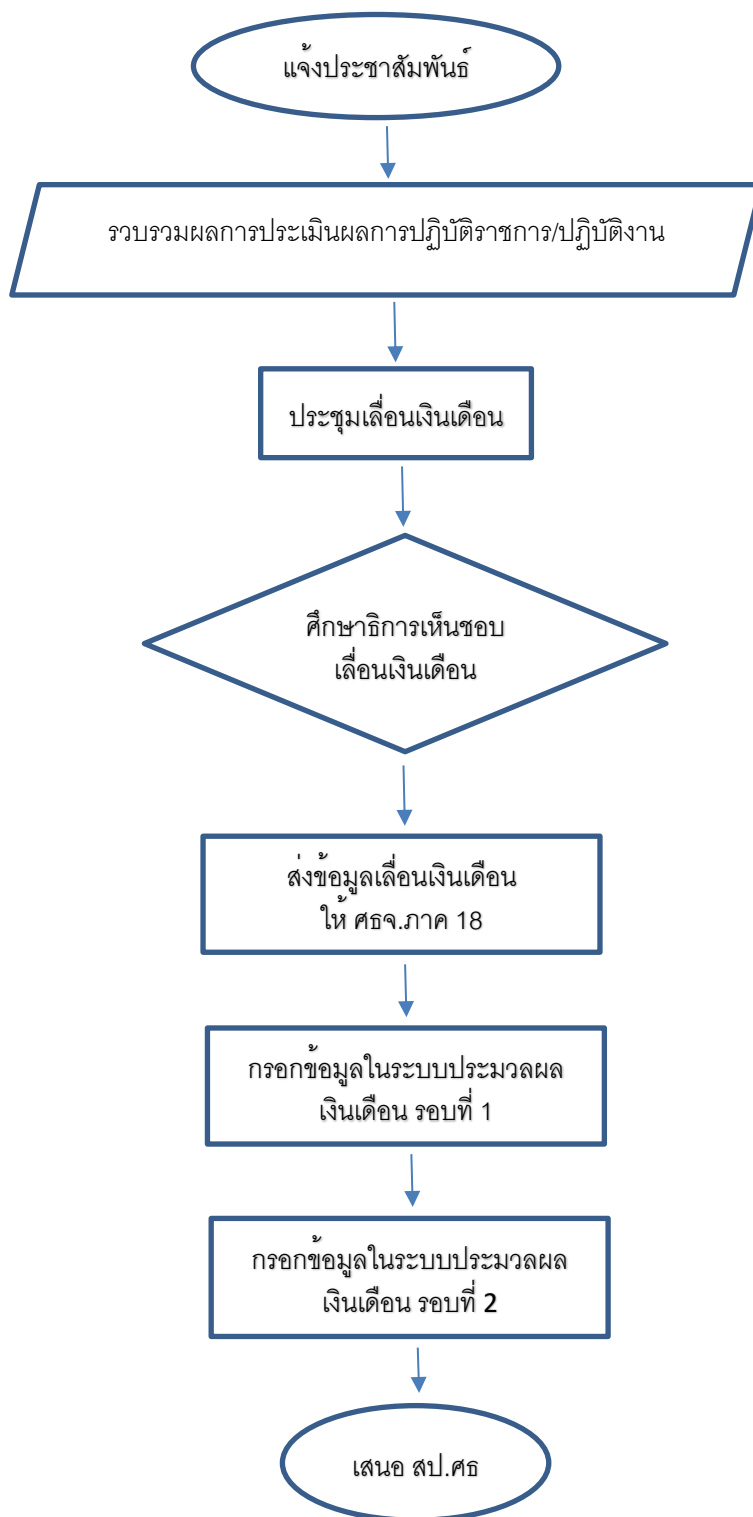 แจ้งประชาสัมพันธ์
รวบรวมผลการประเมินผลการปฏิบัติราชการ/ปฏิบัติงาน
ประชุมเลื่อนเงินเดือน
ศึกษาธิการเห็นชอบ
เลื่อนเงินเดือน
ส่งข้อมูลเลื่อนเงินเดือน
ให้ ศธจ.ภาค 18
กรอกข้อมูลในระบบประมวลผล
เงินเดือน รอบที่ 1
กรอกข้อมูลในระบบประมวลผล
เงินเดือน รอบที่ 2
เสนอ สป.ศธ